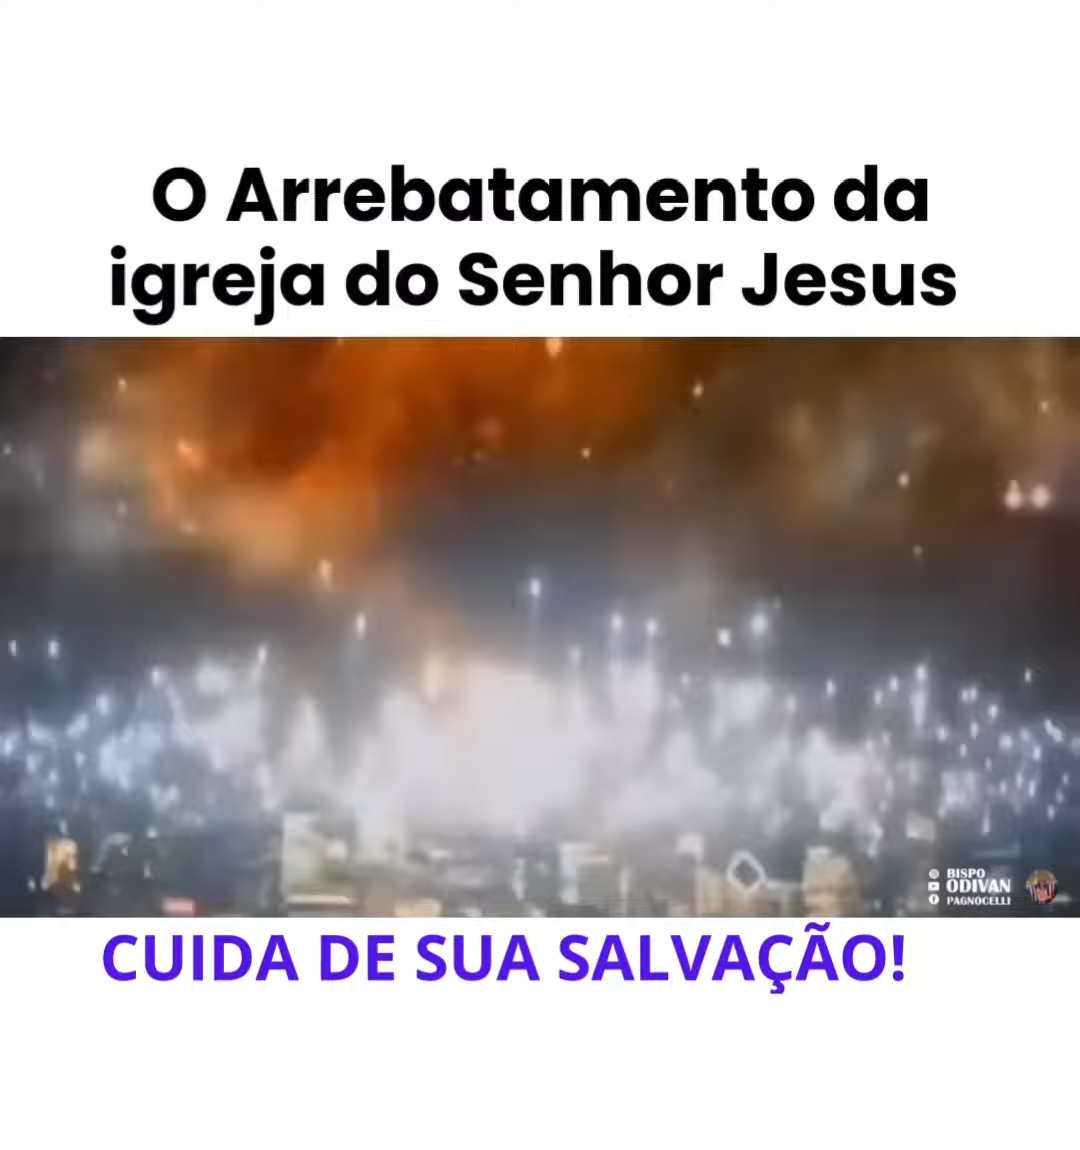 O Arrebatamento da
igreja do Senhor Jesus
BISPO
ODIVAN
PAGNOCELLI
CUIDA DE SUA SALVAÇÃO!